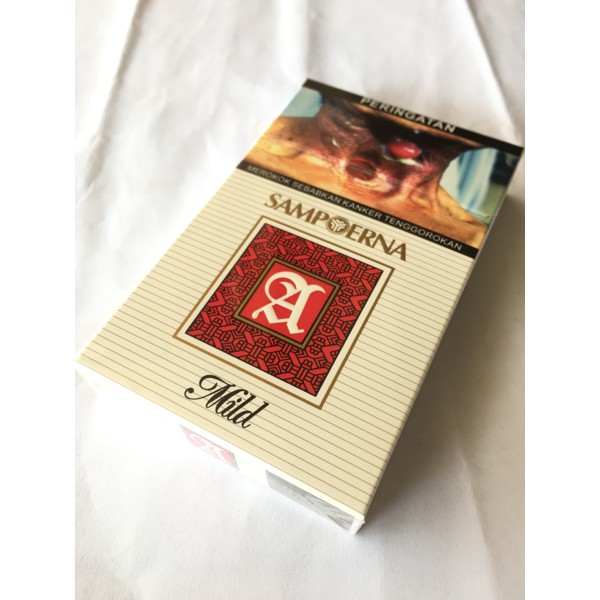 PERINGATAN
MEROKOK SEBABKAN KANKER TENGGOROKAN
SAMPOERNA
A
Mild
A